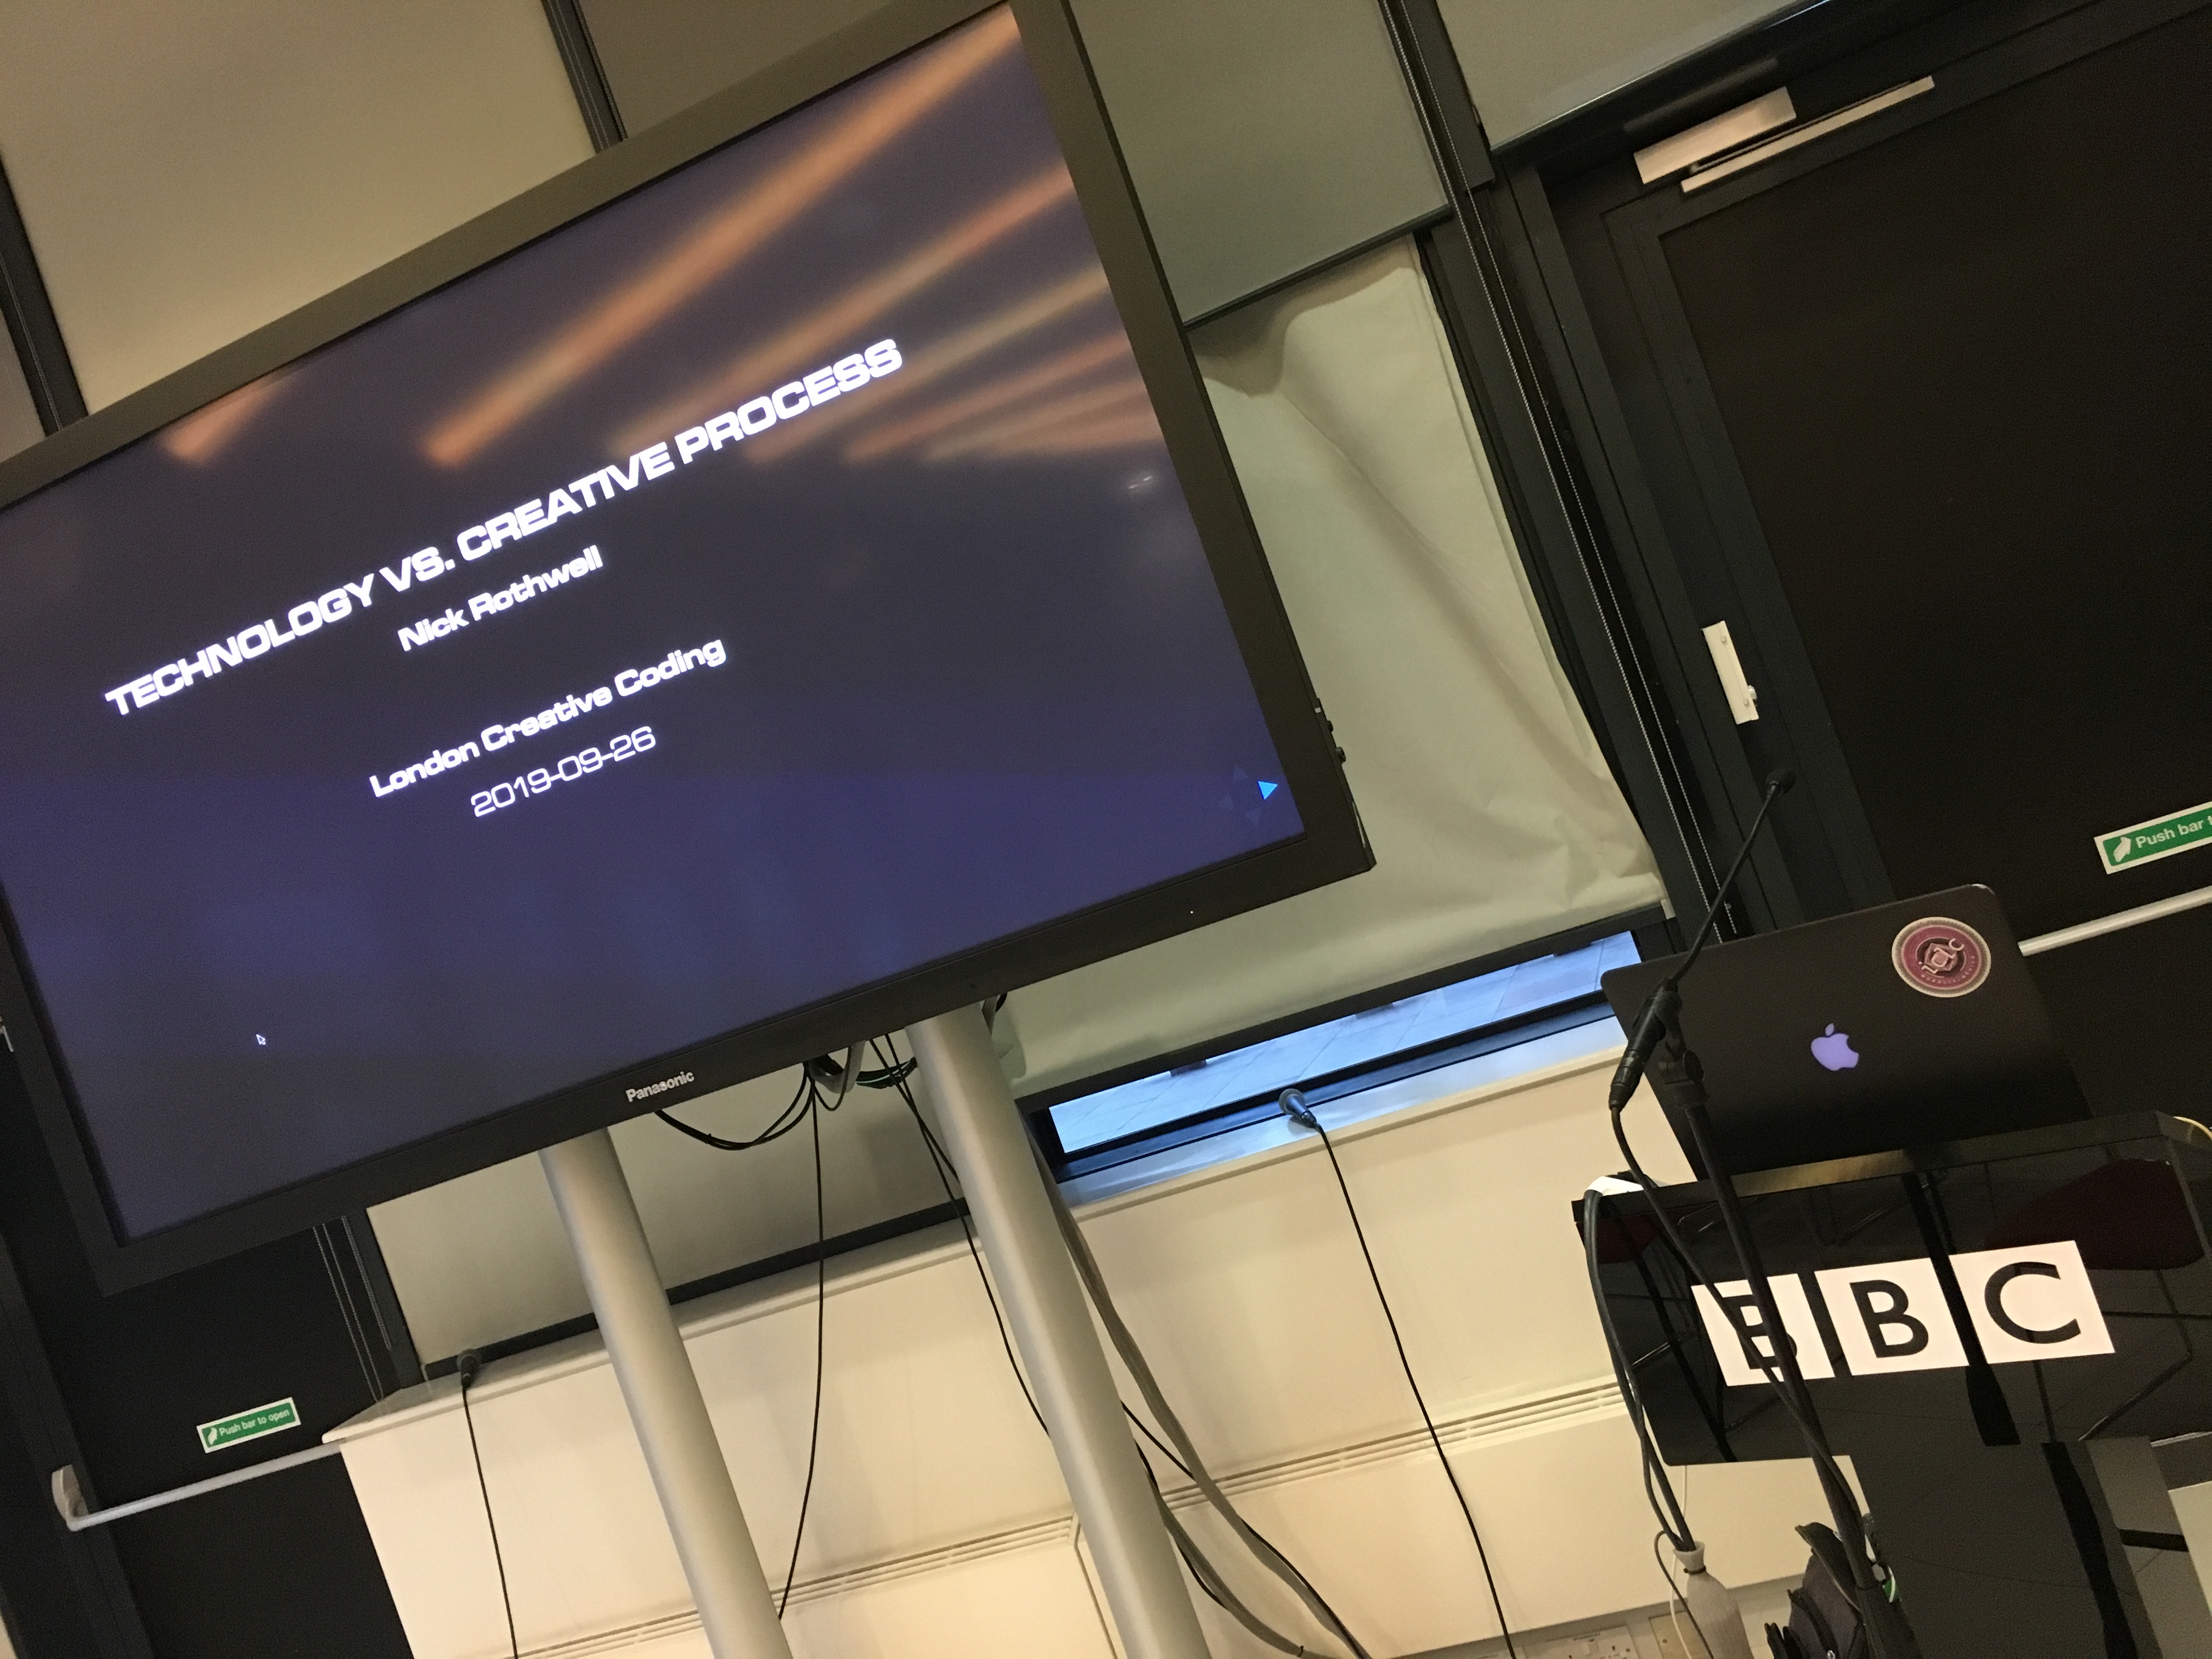 TECHNOLOGY VS. CREATIVE PROCESS
Nick Rothwell
London Creative Coding
2019-09-26
Panasonic
Push bar t
BBC
Push bar to open